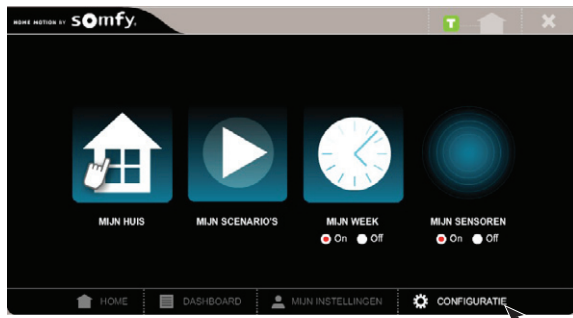 HOME MOTION BY somfy.
T
MIJN HUIS
MIJN SCENARIO'S
MIJN WEEK
On Off
MIJN SENSOREN
On Off
HOME
DASHBOARD
MIJN INSTELLINGEN
CONFIGURATIE